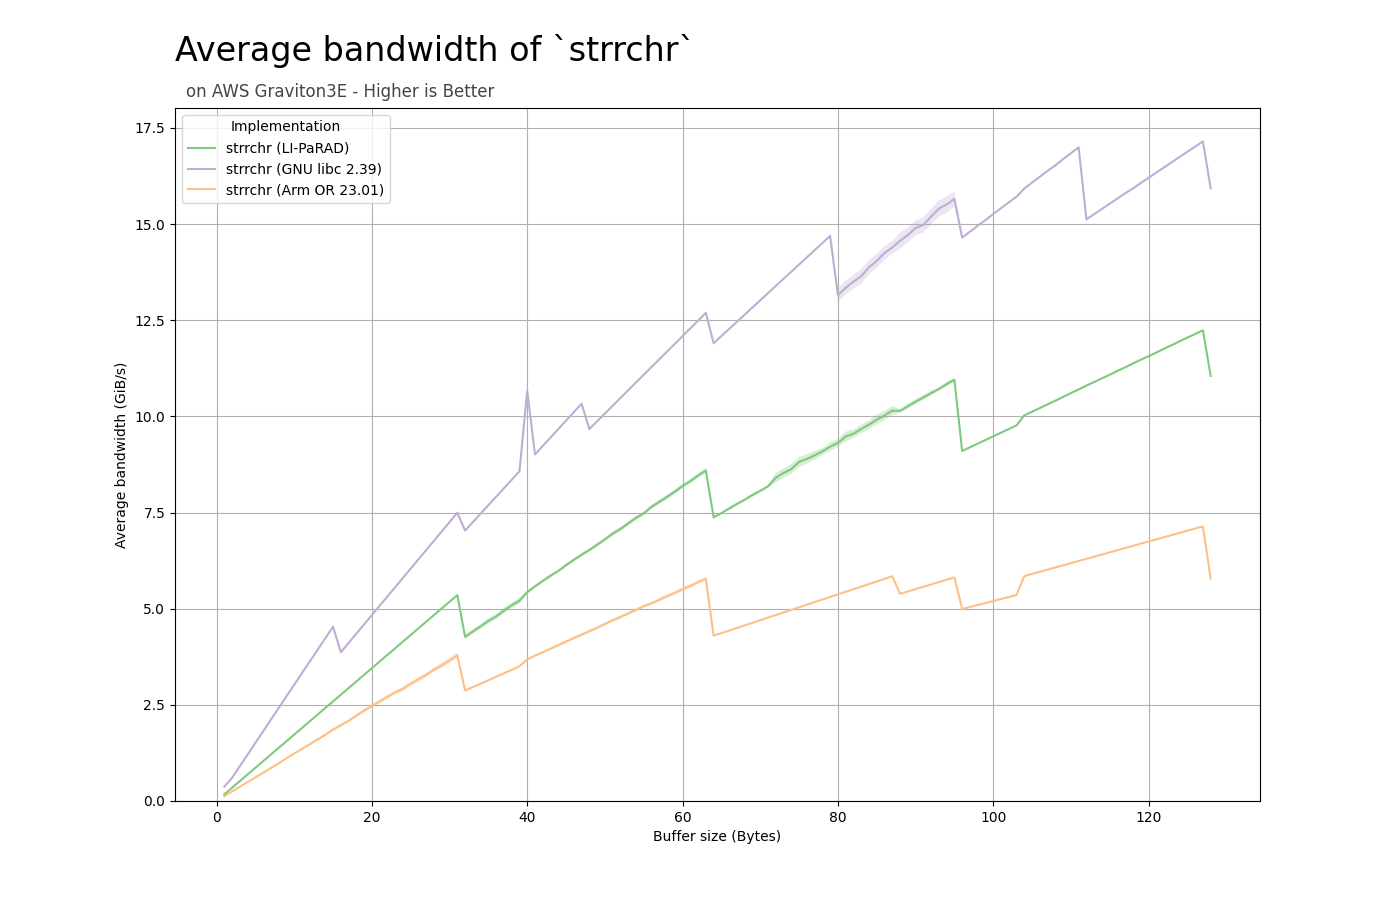 Average bandwidth of `strrchr`
on AWS Graviton3E - Higher is Better
Implementation
strrchr (LI-PaRAD)
strrchr (GNU libc 2.39)
strrchr (Arm OR 23.01)
17.5
15.0
12.5
10.0
7.5
5.0
2.5
0.0
Average bandwidth (GiB/s)
0 20 40 60 80 100 120
Buffer size (Bytes)